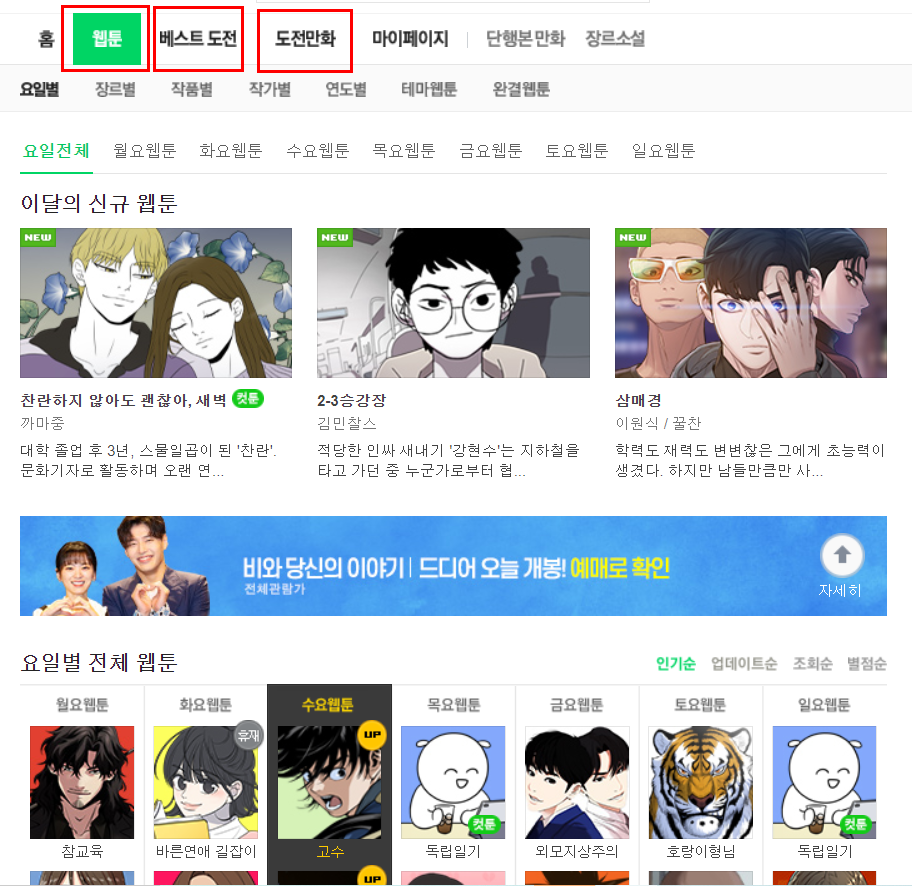 홈 웹툰 베스트 도전 도전만화 마이페이지 단행본 만화 장르소설
요일별 장르별 작품별 작가별 연도별 테마웹툰 완결웹툰
요일전체 월요웹툰 화요웹툰 수요웹툰 목요웹툰 금요웹툰 토요웹툰 일요웹툰
이달의 신규 웹툰
NEW NEW NEW
찬란하지 않아도 괜찮아, 새벽 컷툰
까마중
대학 졸업 후 3년, 스물일곱이 된 '찬란'.
문화기자로 활동하며 오랜 연...
2-3승강장
김민찰스
적당한 인싸 새내기 '강현수'는 지하철을
타고 가던 중 누군가로부터 협...
삼매경
이원식 / 꿀찬
학력도 재력도 변변찮은 그에게 초능력이
생겼다. 하지만 남들만큼만 사...
비와 당신의 이야기 | 드디어 오늘 개봉! 예매로 확인
전체관람가
자세히
요일별 전체 웹툰
인기순 업데이트순 조회순 별점순
월요웹툰 화요웹툰 수요웹툰 목요웹툰 금요웹툰 토요웹툰 일요웹툰
휴재 UP
컷툰 컷툰
참교육 바른연애 길잡이 고수 독립일기 외모지상주의 호랑이형님 독립일기
UP